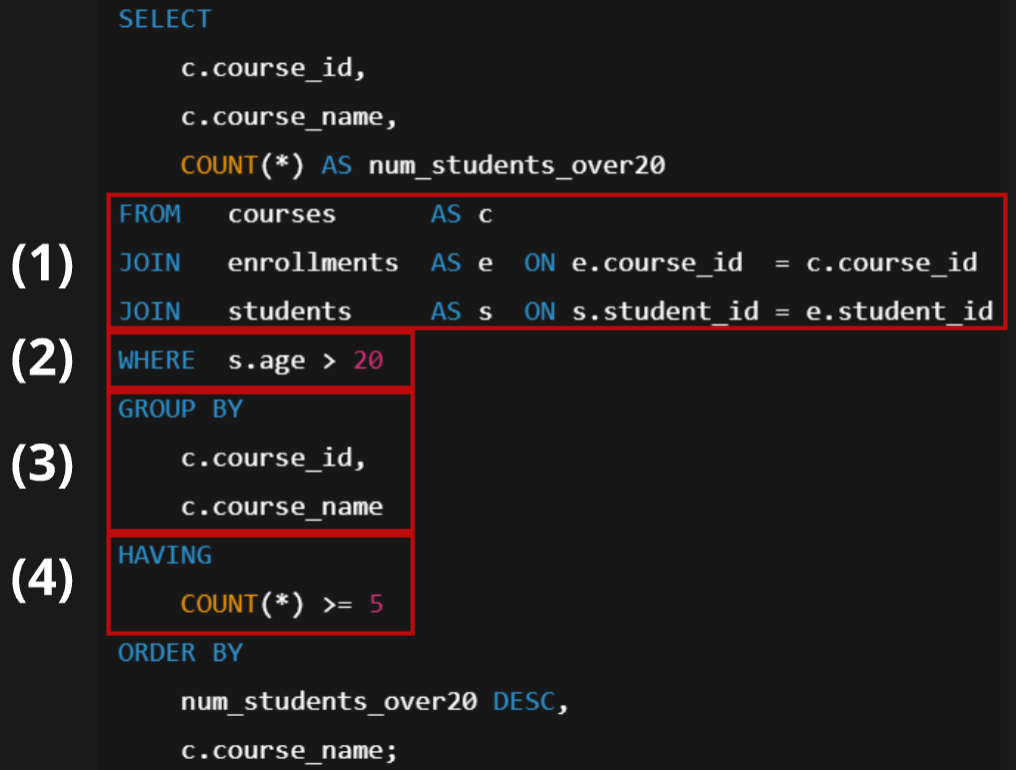 SELECT
c.course_id,
c.course_name,
COUNT(*) AS num_students_over20
(1)
FROM courses AS c
JOIN enrollments AS e ON e.course_id = c.course_id
JOIN students AS s ON s.student_id = e.student_id
(2)
WHERE s.age > 20
(3)
GROUP BY
c.course_id,
c.course_name
(4)
HAVING
COUNT(*) >= 5
ORDER BY
num_students_over20 DESC,
c.course_name;